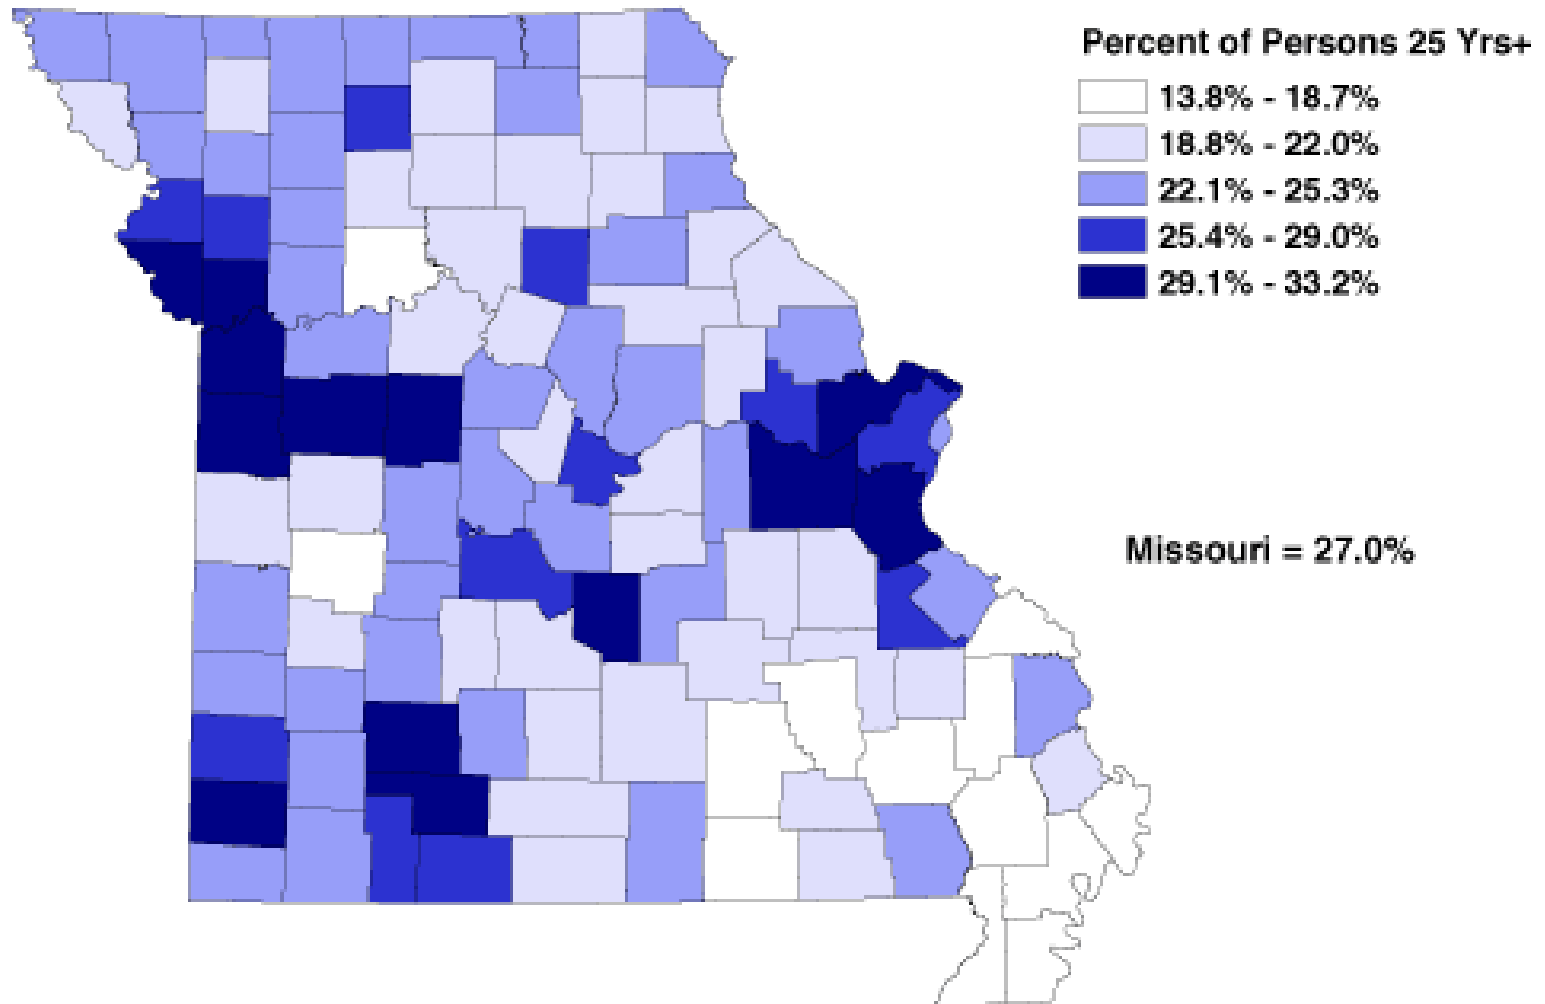 Percent of Persons 25 Yrs+
13.8% - 18.7%
18.8% - 22.0%
22.1% - 25.3%
25.4% - 29.0%
29.1% - 33.2%
Missouri = 27.0%